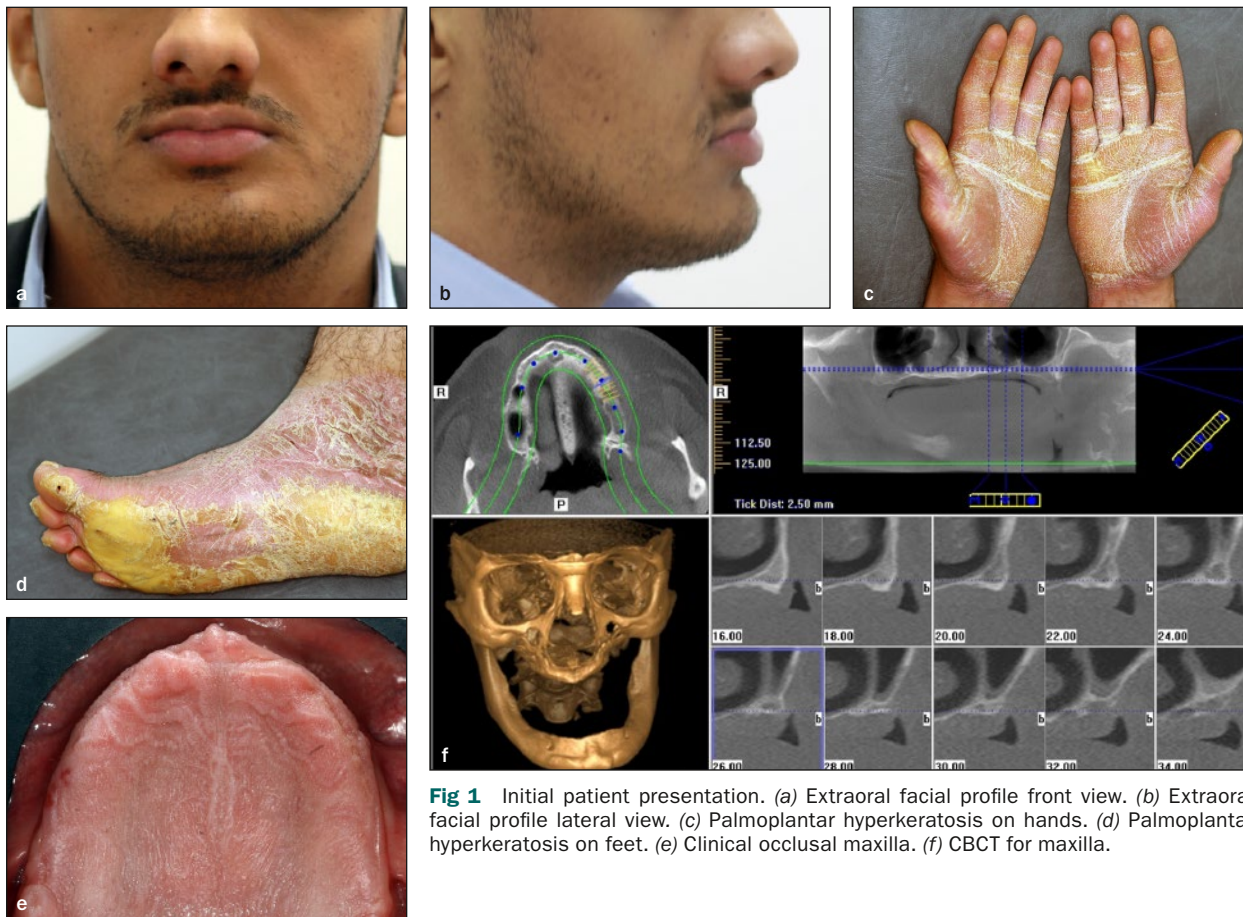 a
b
c
d
R
P
R
112.50
125.00
Tick Dist: 2.50 mm
e
f
16.00
b
18.00
b
20.00
b
22.00
b
24.00
26.00
b
28.00
b
30.00
b
32.00
b
34.00
Fig 1 Initial patient presentation. (a) Extraoral facial profile front view. (b) Extraora
facial profile lateral view. (c) Palmoplantar hyperkeratosis on hands. (d) Palmoplanta
hyperkeratosis on feet. (e) Clinical occlusal maxilla. (f) CBCT for maxilla.